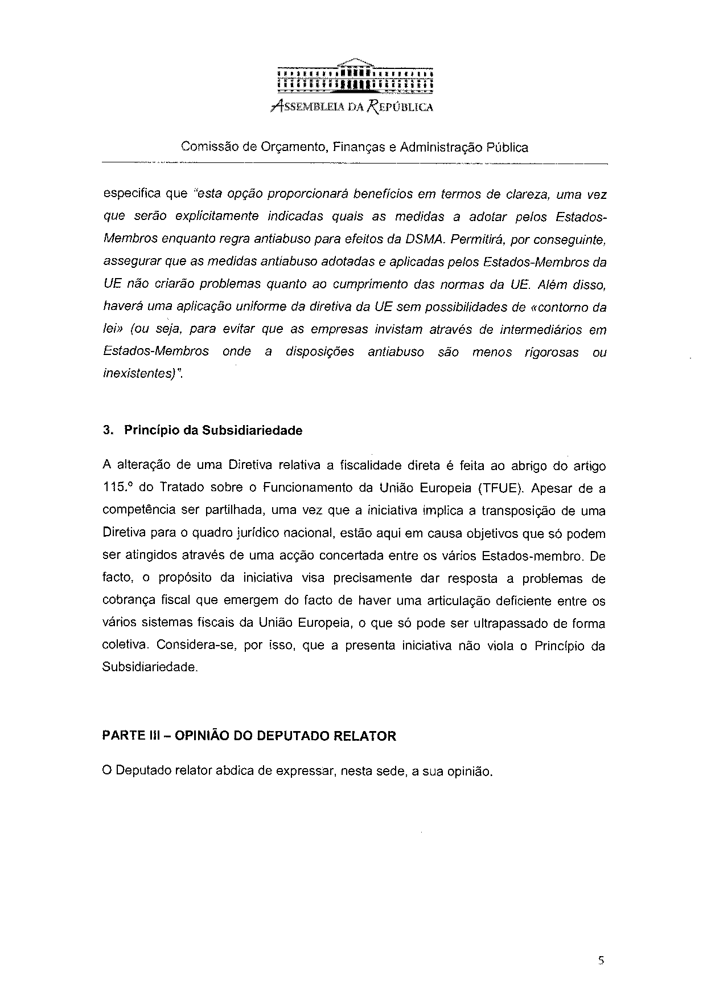 ASSEMBLEIA DA REPÚBLICA
Comissão de Orçamento, Finanças e Administração Pública
especifica que "esta opção proporcionará benefícios em termos de clareza, uma vez
que serão explicitamente indicadas quais as medidas a adotar pelos Estados-
Membros enquanto regra antiabuso para efeitos da DSMA. Permitirá, por conseguinte,
assegurar que as medidas antiabuso adotadas e aplicadas pelos Estados-Membros da
UE não criarão problemas quanto ao cumprimento das normas da UE. Além disso,
haverá uma aplicação uniforme da diretiva da UE sem possibilidades de «contorno da
lei» (ou seja, para evitar que as empresas invistam através de intermediários em
Estados-Membros onde a disposições antiabuso são menos rigorosas ou
inexistentes)".
3. Princípio da Subsidiariedade
A alteração de uma Diretiva relativa a fiscalidade direta é feita ao abrigo do artigo
115.º do Tratado sobre o Funcionamento da União Europeia (TFUE). Apesar de a
competência ser partilhada, uma vez que a iniciativa implica a transposição de uma
Diretiva para o quadro jurídico nacional, estão aqui em causa objetivos que só podem
ser atingidos através de uma acção concertada entre os vários Estados-membro. De
facto, o propósito da iniciativa visa precisamente dar resposta a problemas de
cobrança fiscal que emergem do facto de haver uma articulação deficiente entre os
vários sistemas fiscais da União Europeia, o que só pode ser ultrapassado de forma
coletiva. Considera-se, por isso, que a presenta iniciativa não viola o Princípio da
Subsidiariedade.
PARTE III – OPINIÃO DO DEPUTADO RELATOR
O Deputado relator abdica de expressar, nesta sede, a sua opinião.
5